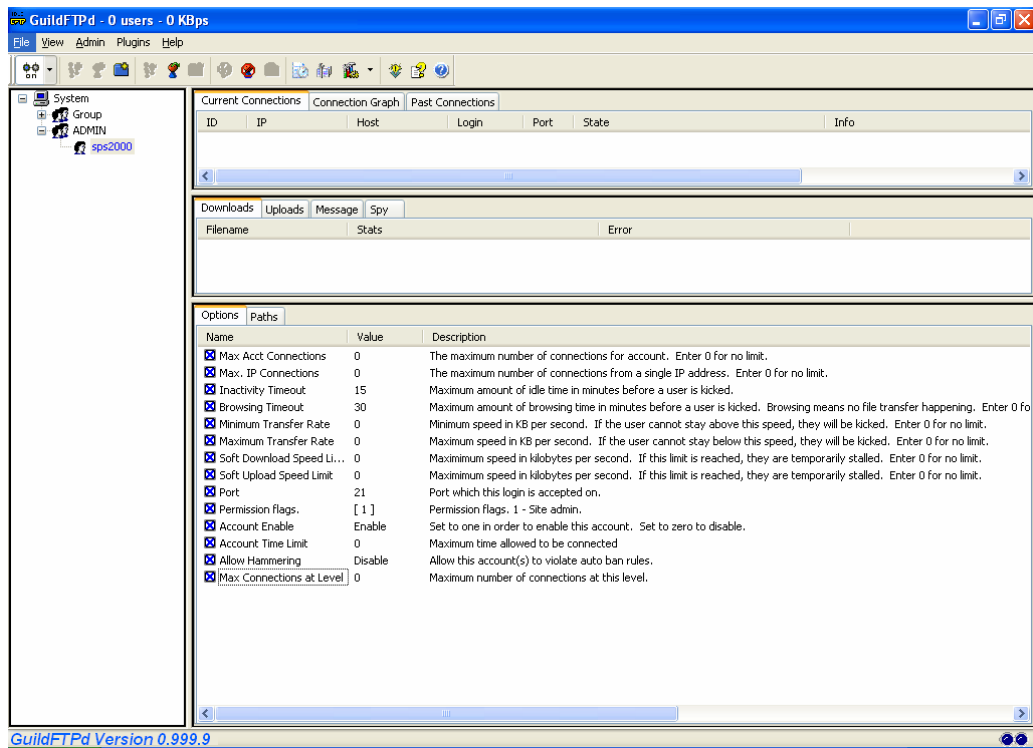 GuildFTPd - 0 users - 0 KBps
File View Admin Plugins Help
System
Group
ADMIN
sps2000
Current Connections Connection Graph Past Connections
ID IP Host Login Port State Info
Downloads Uploads Message Spy
Filename Stats Error
Options Paths
Name Value Description
Max Acct Connections 0 The maximum number of connections for account. Enter 0 for no limit.
Max. IP Connections 0 The maximum number of connections from a single IP address. Enter 0 for no limit.
Inactivity Timeout 15 Maximum amount of idle time in minutes before a user is kicked.
Browsing Timeout 30 Maximum amount of browsing time in minutes before a user is kicked. Browsing means no file transfer happening. Enter 0 fo
Minimum Transfer Rate 0 Minimum speed in KB per second. If the user cannot stay above this speed, they will be kicked. Enter 0 for no limit.
Maximum Transfer Rate 0 Maximum speed in KB per second. If the user cannot stay below this speed, they will be kicked. Enter 0 for no limit.
Soft Download Speed Li... 0 Maximimum speed in kilobytes per second. If this limit is reached, they are temporarily stalled. Enter 0 for no limit.
Soft Upload Speed Limit 0 Maximimum speed in kilobytes per second. If this limit is reached, they are temporarily stalled. Enter 0 for no limit.
Port 21 Port which this login is accepted on.
Permission flags. [ 1 ] Permission flags. 1 - Site admin.
Account Enable Enable Set to one in order to enable this account. Set to zero to disable.
Account Time Limit 0 Maximum time allowed to be connected
Allow Hammering Disable Allow this account(s) to violate auto ban rules.
Max Connections at Level 0 Maximum number of connections at this level.
GuildFTPd Version 0.999.9